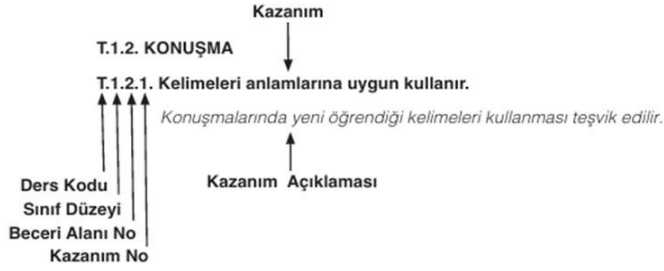 Kazanım
T.1.2. KONUŞMA
T.1.2.1. Kelimeleri anlamlarına uygun kullanır.
Konuşmalarında yeni öğrendiği kelimeleri kullanması teşvik edilir.
Kazanım Açıklaması
Ders Kodu
Sınıf Düzeyi
Beceri Alanı No
Kazanım No